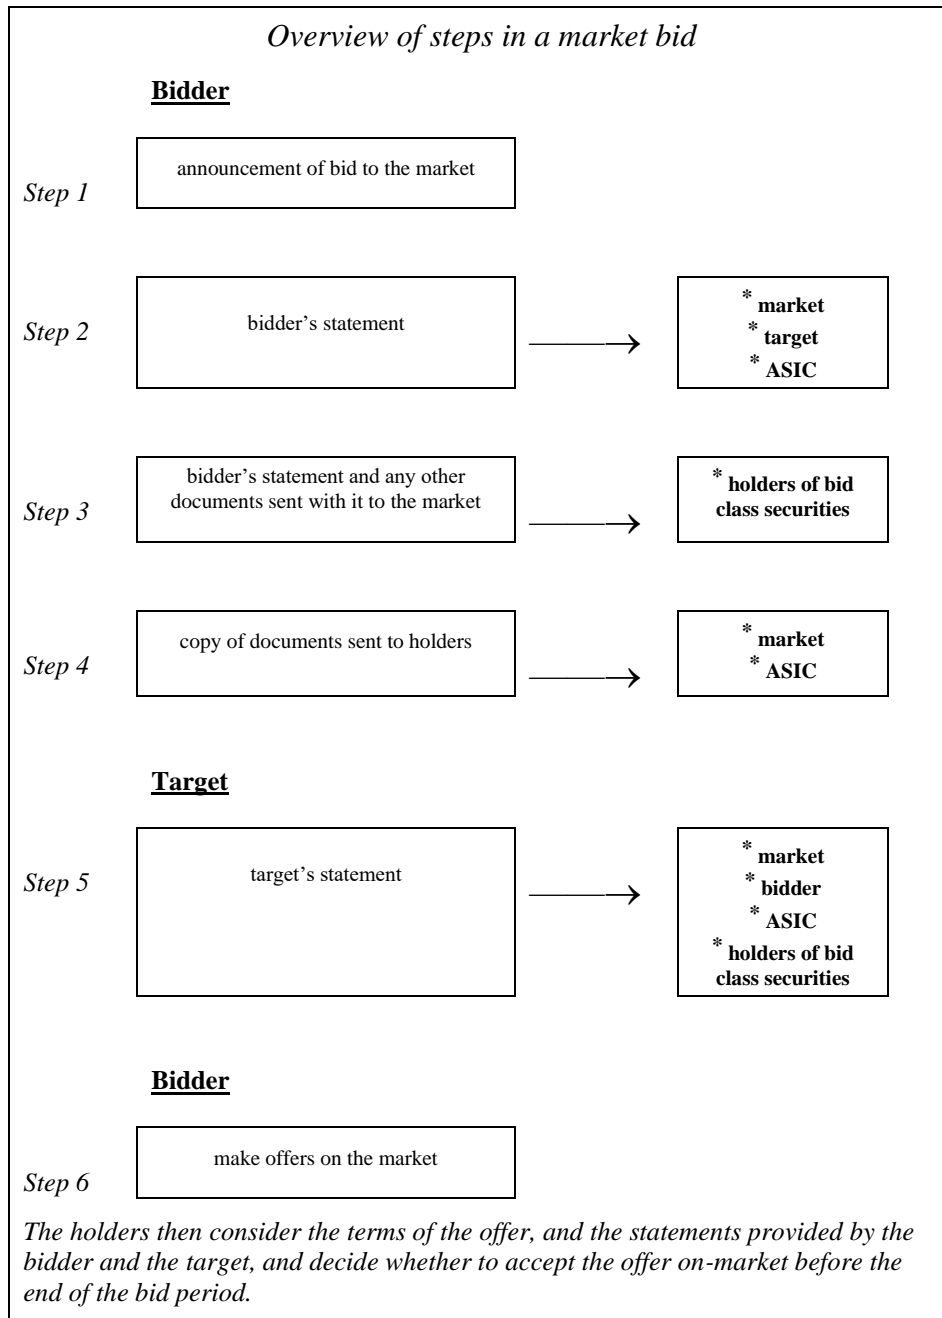 Overview of steps in a market bid
Bidder
Step 1
announcement of bid to the market
Step 2
bidder’s statement
* market
* target
* ASIC
Step 3
bidder’s statement and any other
documents sent with it to the market
* holders of bid
class securities
Step 4
copy of documents sent to holders
* market
* ASIC
Target
Step 5
target’s statement
* market
* bidder
* ASIC
* holders of bid
class securities
Bidder
Step 6
make offers on the market
The holders then consider the terms of the offer, and the statements provided by the
bidder and the target, and decide whether to accept the offer on-market before the
end of the bid period.